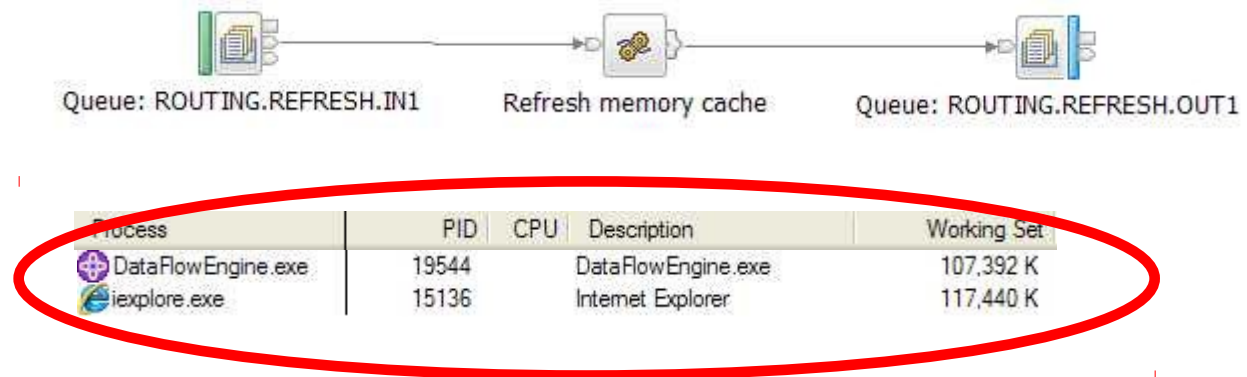 Queue: ROUTING.REFRESH.IN1 Refresh memory cache Queue: ROUTING.REFRESH.OUT1
Process PID CPU Description Working Set
DataFlowEngine.exe 19544 DataFlowEngine.exe 107,392 K
iexplore.exe 15136 Internet Explorer 117,440 K